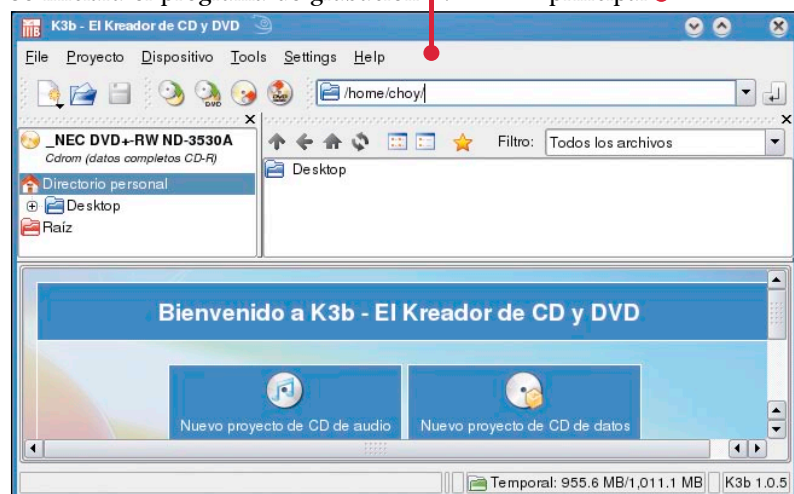 K3b - El Kreador de CD y DVD
File Proyecto Dispositivo Tools Settings Help
/home/choy/
_NEC DVD+-RW ND-3530A
Cdrom (datos completos CD-R)
Filtro: Todos los archivos
Directorio personal
Desktop
Desktop
Raíz
Bienvenido a K3b - El Kreador de CD y DVD
Nuevo proyecto de CD de audio
Nuevo proyecto de CD de datos
Temporal: 955.6 MB/1,011.1 MB
K3b 1.0.5